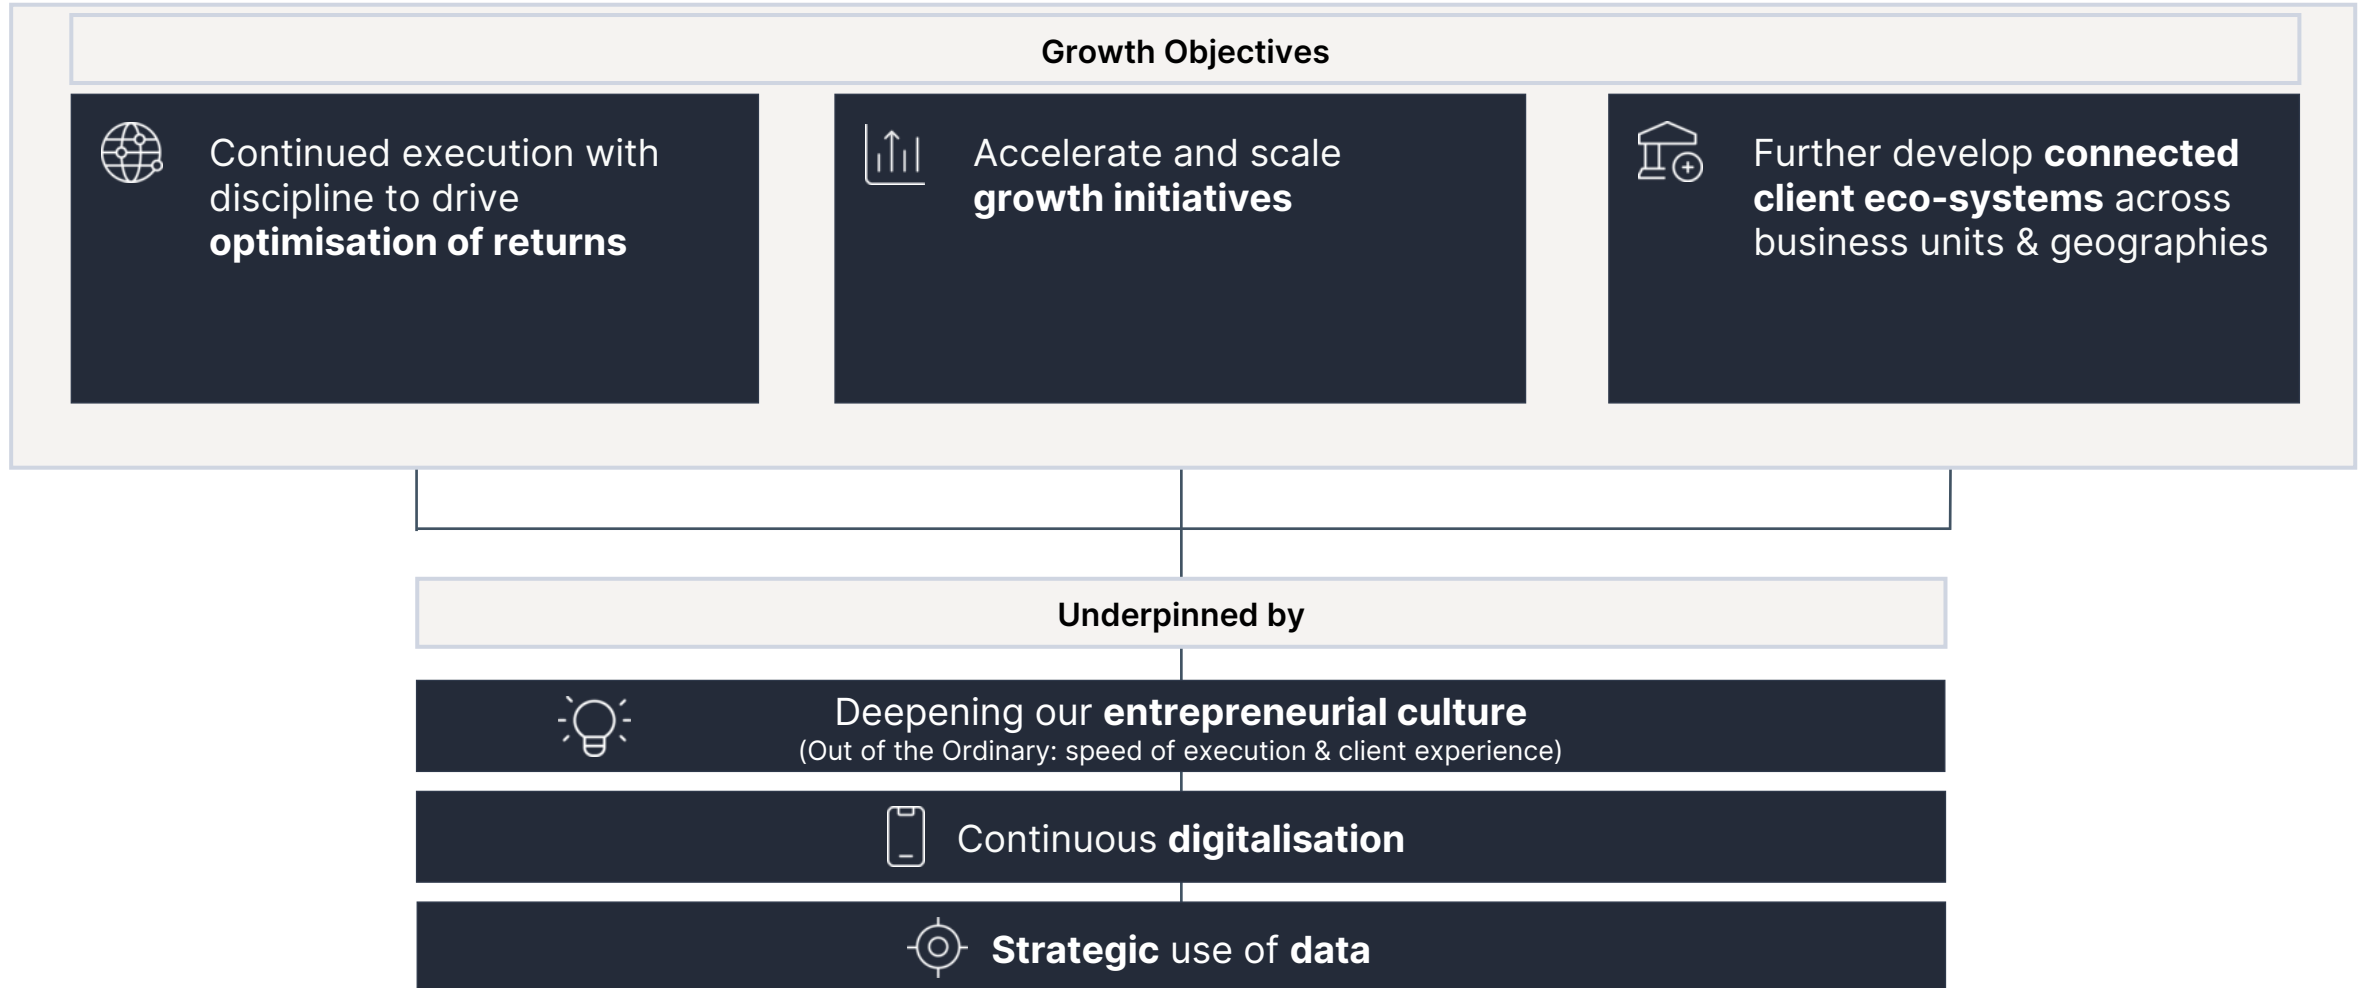 Growth Objectives
Continued execution with
discipline to drive
optimisation of returns
Accelerate and scale
growth initiatives
Further develop connected
client eco-systems across
business units & geographies
Underpinned by
Deepening our entrepreneurial culture
(Out of the Ordinary: speed of execution & client experience)
Continuous digitalisation
Strategic use of data